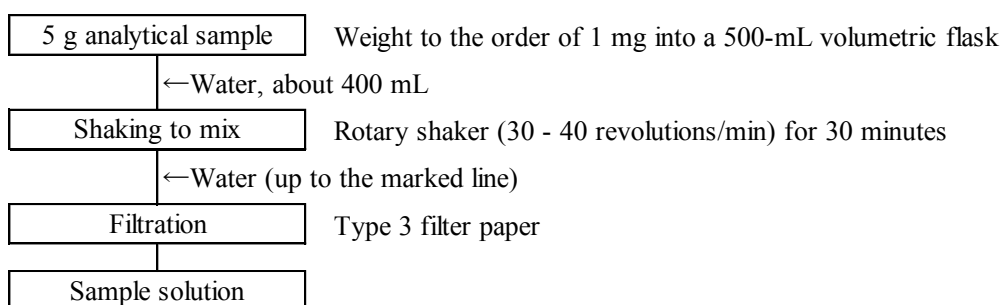 5 g analytical sample Weight to the order of 1 mg into a 500-mL volumetric flask
←Water, about 400 mL
Shaking to mix Rotary shaker (30 - 40 revolutions/min) for 30 minutes
←Water (up to the marked line)
Filtration Type 3 filter paper
Sample solution